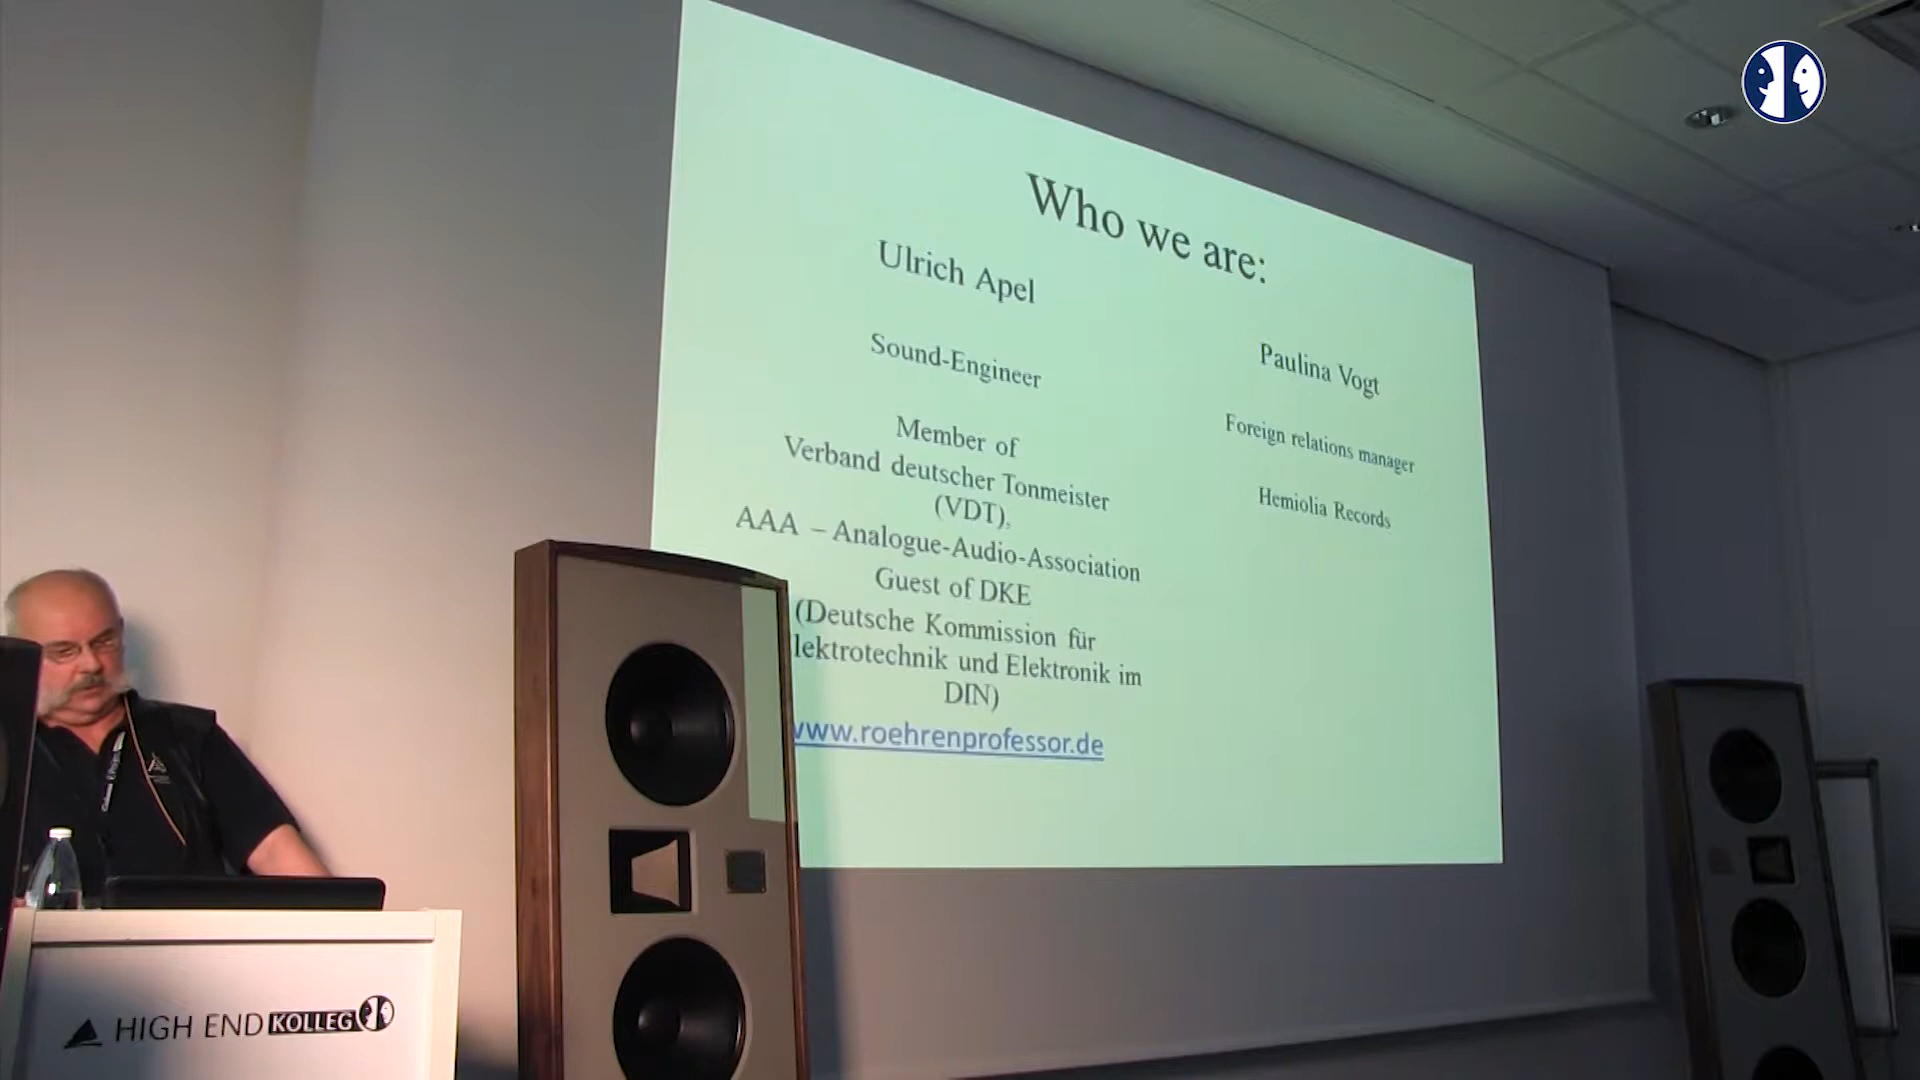 Who we are:
Ulrich Apel
Sound-Engineer
Member of
Verband deutscher Tonmeister
(VDT),
AAA – Analogue-Audio-Association
Guest of DKE
(Deutsche Kommission für
lektrotechnik und Elektronik im
DIN)
www.roehrenprofessor.de
Paulina Vogt
Foreign relations manager
Hemiolia Records
HIGH END KOLLEG